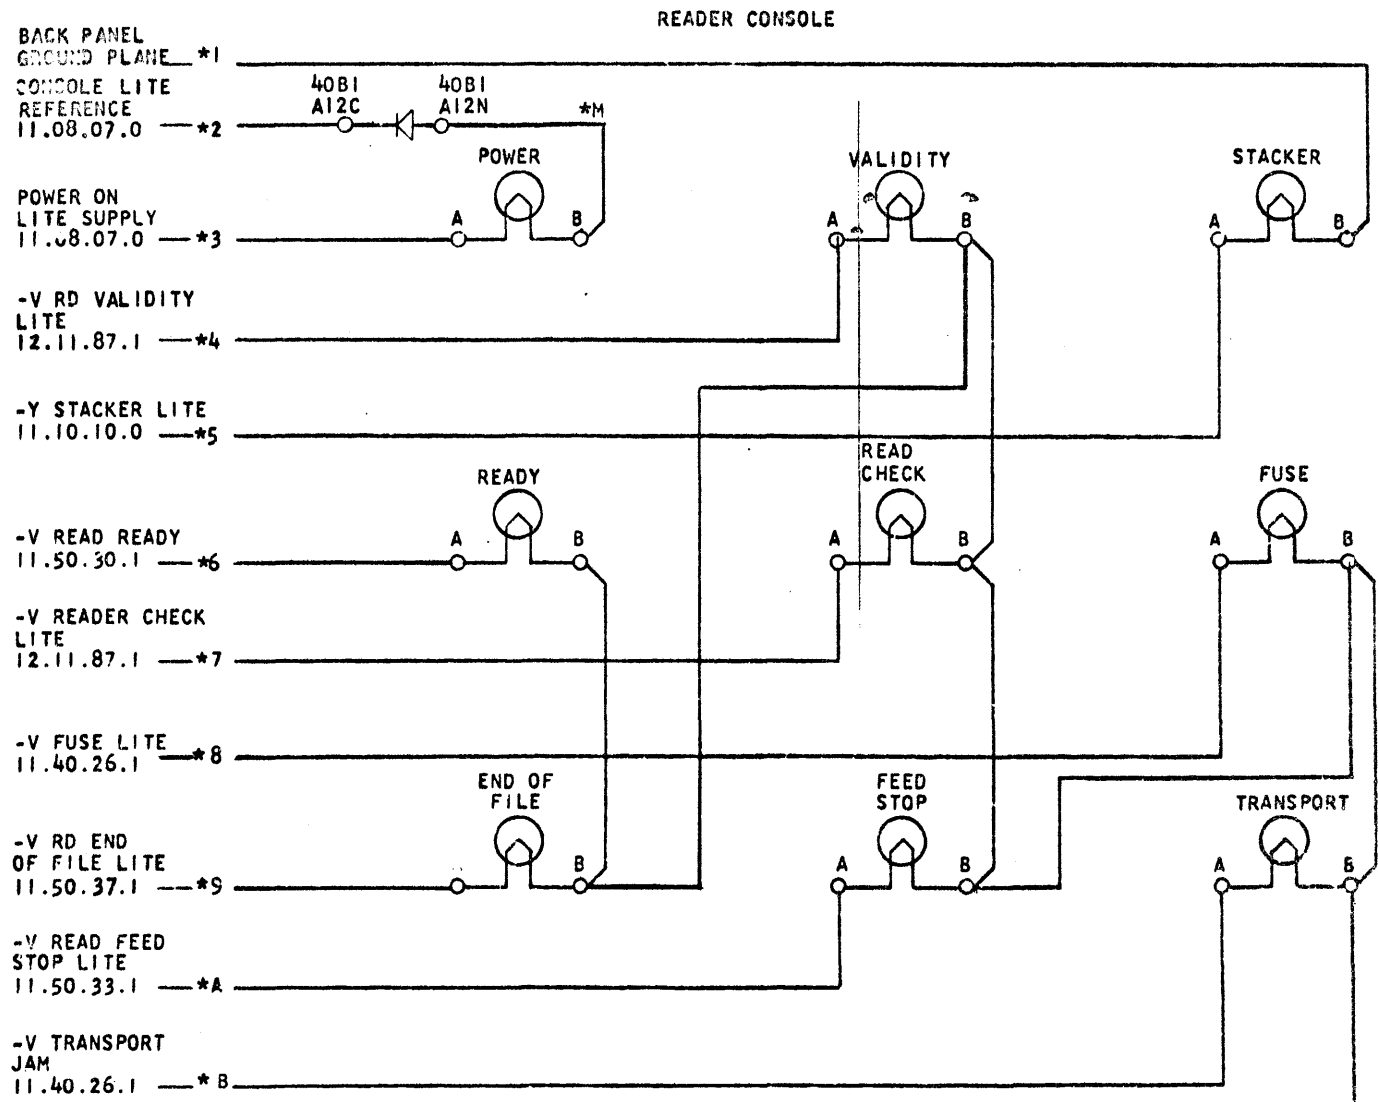 READER CONSOLE
BACK PANEL
GROUND PLANE *1
CONSOLE LITE
REFERENCE
11.08.07.0 *2
40B1
A12C
40B1
A12N
*M
POWER
VALIDITY
STACKER
POWER ON
LITE SUPPLY
11.08.07.0 *3
A
B
A
B
A
B
-V RD VALIDITY
LITE
12.11.87.1 *4
-Y STACKER LITE
11.10.10.0 *5
READY
READ
CHECK
FUSE
-V READ READY
11.50.30.1 *6
A
B
A
B
A
B
-V READER CHECK
LITE
12.11.87.1 *7
-V FUSE LITE
11.40.26.1 *8
END OF
FILE
FEED
STOP
TRANSPORT
-V RD END
OF FILE LITE
11.50.37.1 *9
B
A
B
A
B
-V READ FEED
STOP LITE
11.50.33.1 *A
-V TRANSPORT
JAM
11.40.26.1 *B